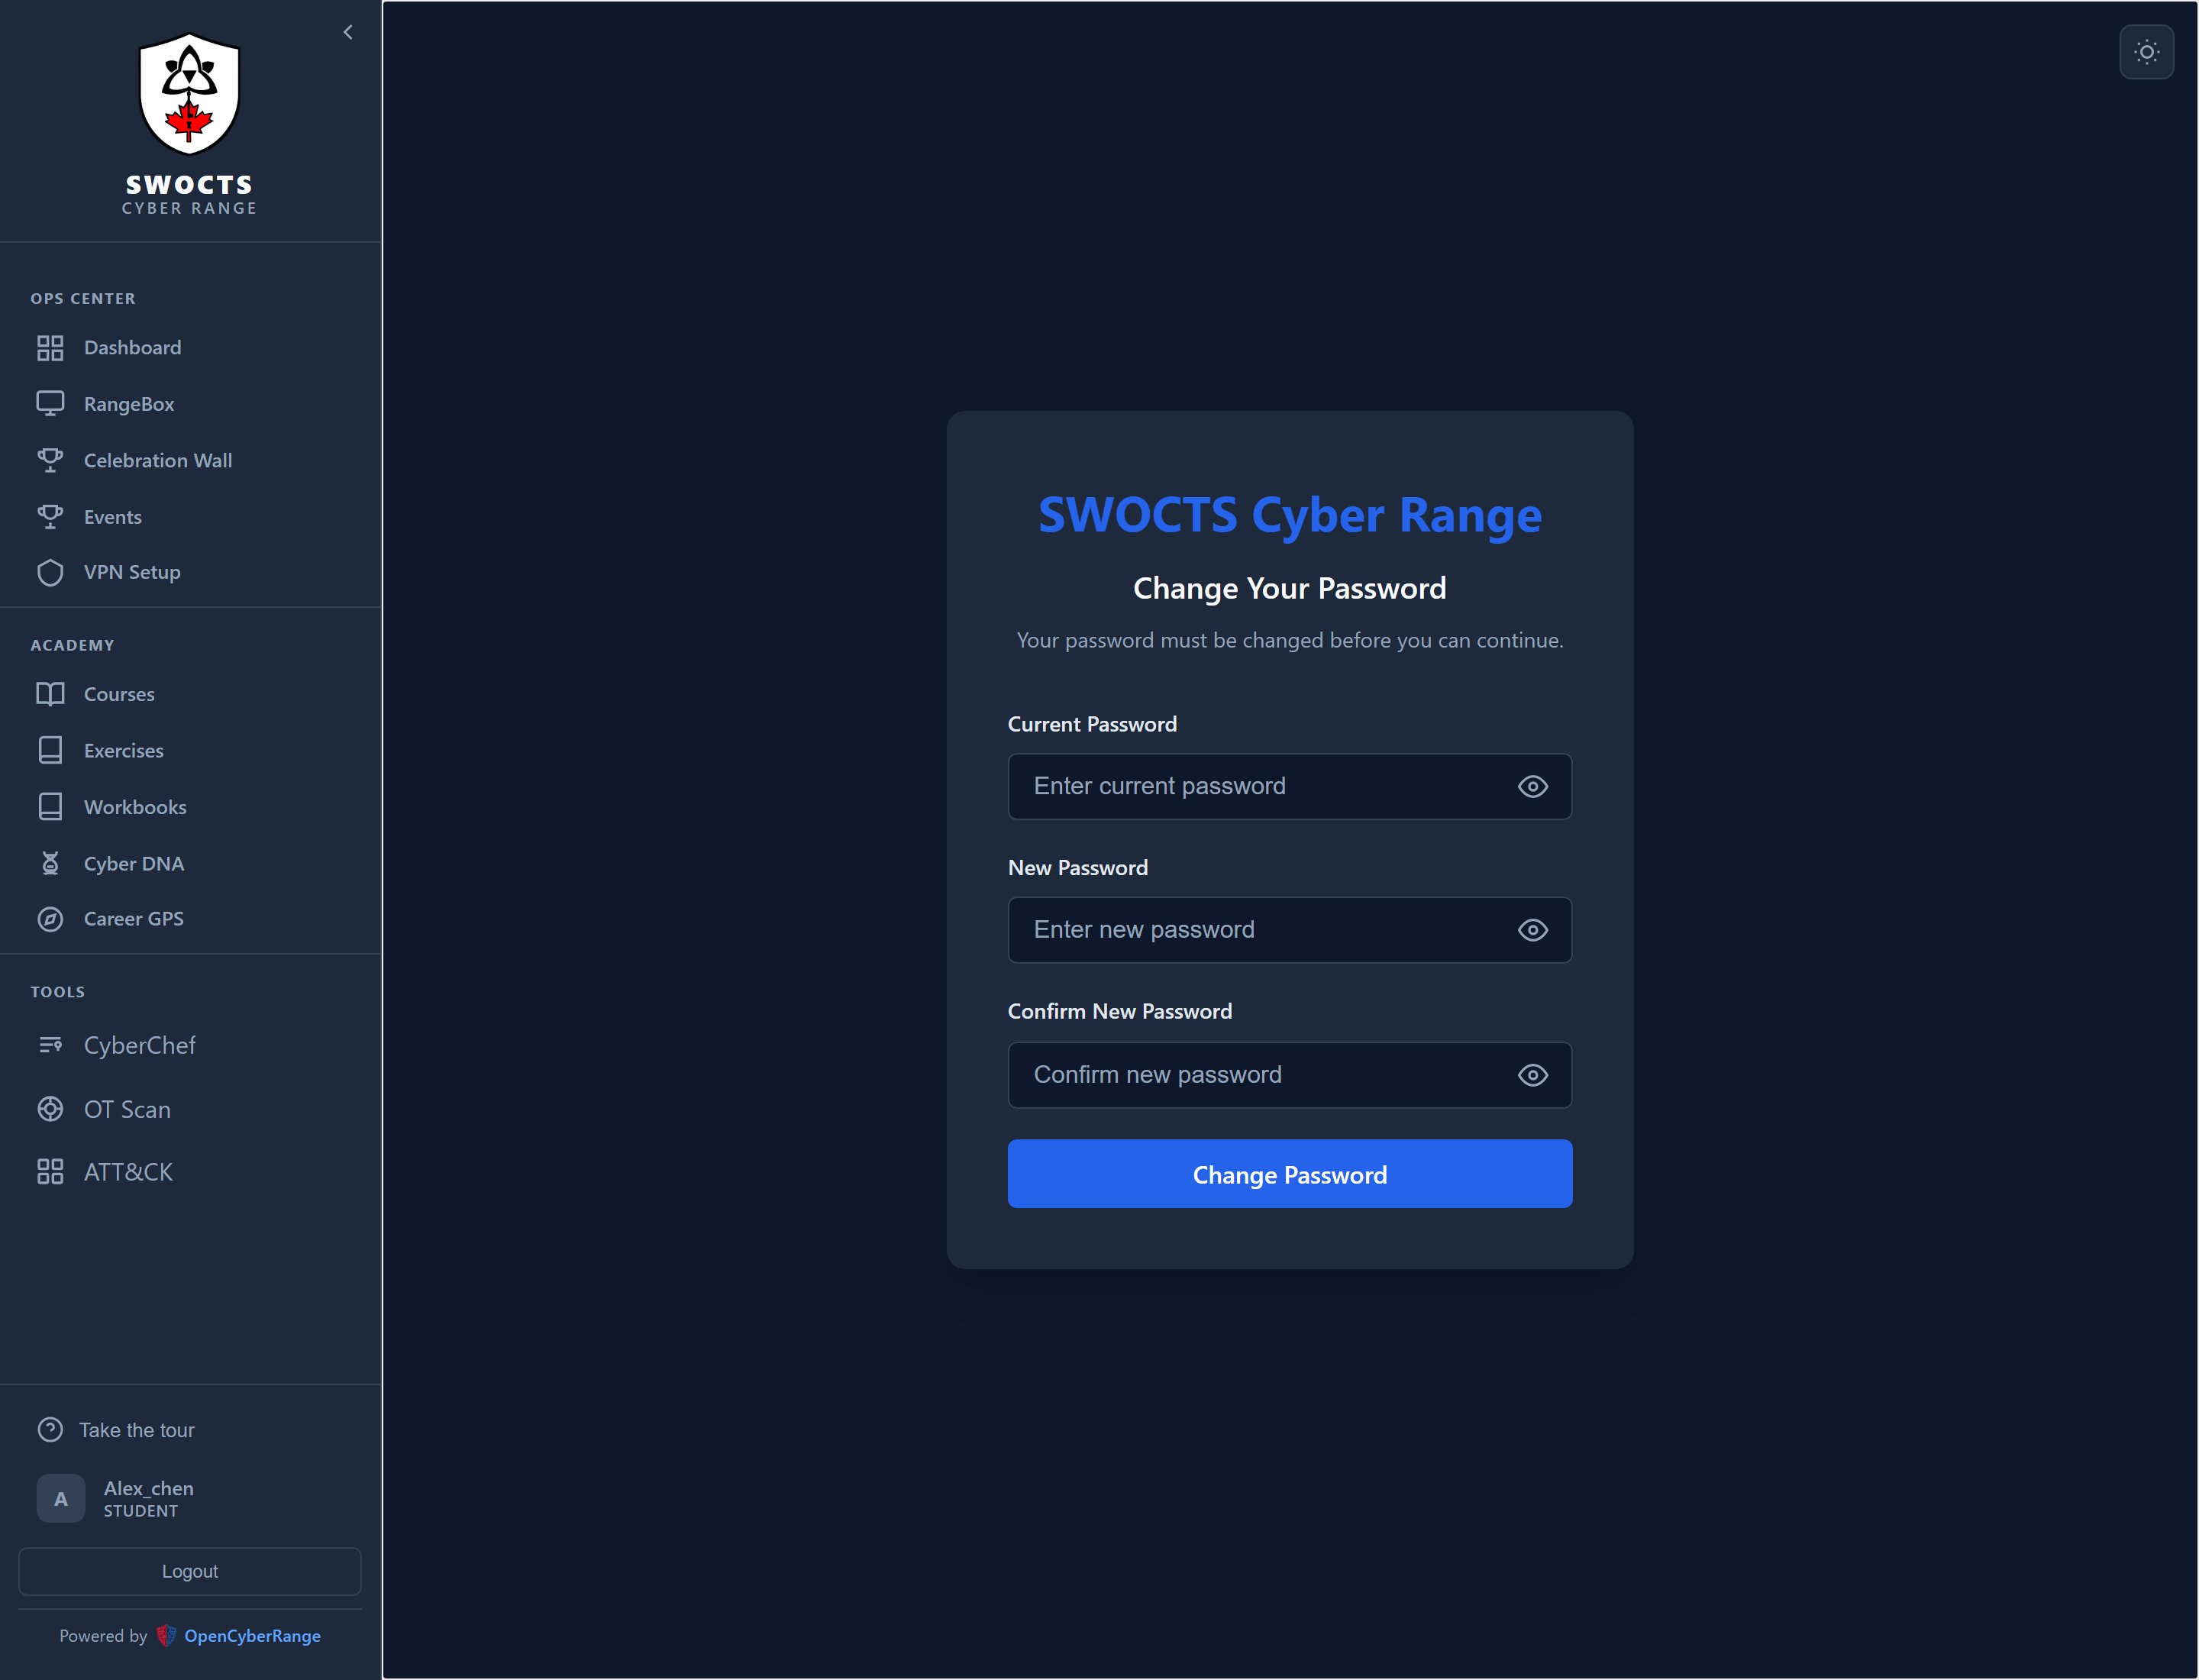 SWOCTS
CYBER RANGE
OPS CENTER
Dashboard
RangeBox
Celebration Wall
Events
VPN Setup
ACADEMY
Courses
Exercises
Workbooks
Cyber DNA
Career GPS
TOOLS
CyberChef
OT Scan
ATT&CK
Take the tour
A
Alex_chen
STUDENT
Logout
Powered by OpenCyberRange
SWOCTS Cyber Range
Change Your Password
Your password must be changed before you can continue.
Current Password
Enter current password
New Password
Enter new password
Confirm New Password
Confirm new password
Change Password